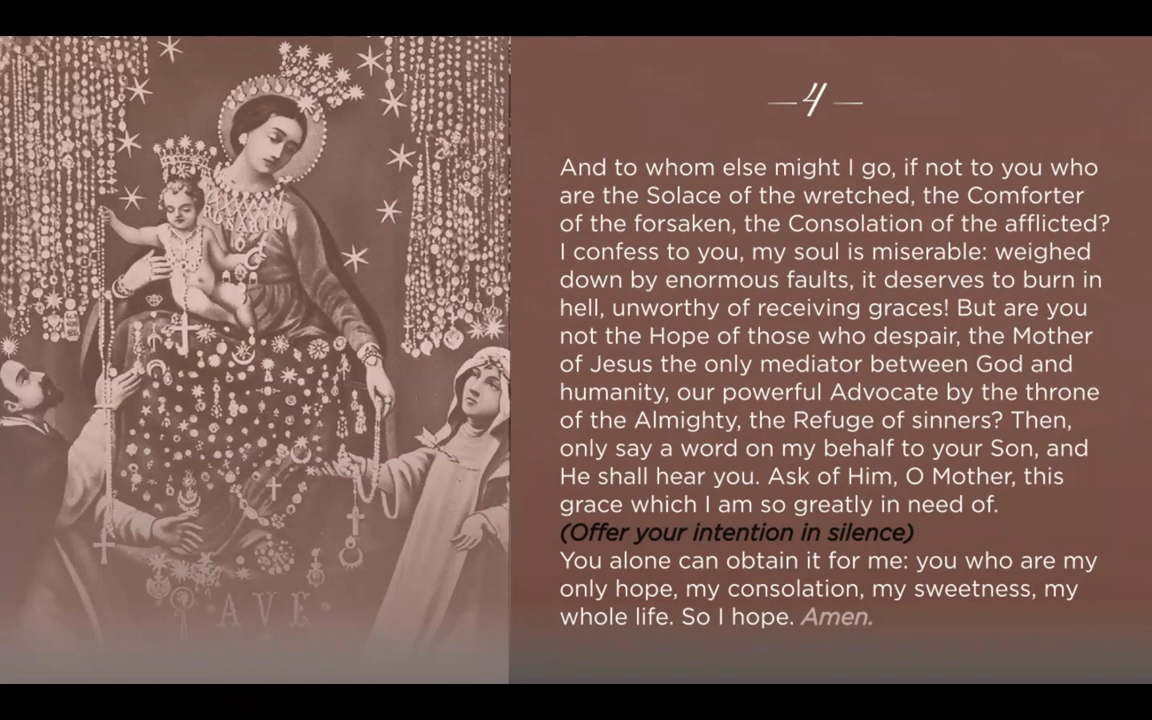 4
And to whom else might I go, if not to you who
are the Solace of the wretched, the Comforter
of the forsaken, the Consolation of the afflicted?
I confess to you, my soul is miserable: weighed
down by enormous faults, it deserves to burn in
hell, unworthy of receiving graces! But are you
not the Hope of those who despair, the Mother
of Jesus the only mediator between God and
humanity, our powerful Advocate by the throne
of the Almighty, the Refuge of sinners? Then,
only say a word on my behalf to your Son, and
He shall hear you. Ask of Him, O Mother, this
grace which I am so greatly in need of.
(Offer your intention in silence)
You alone can obtain it for me: you who are my
only hope, my consolation, my sweetness, my
whole life. So I hope. Amen.
AVE